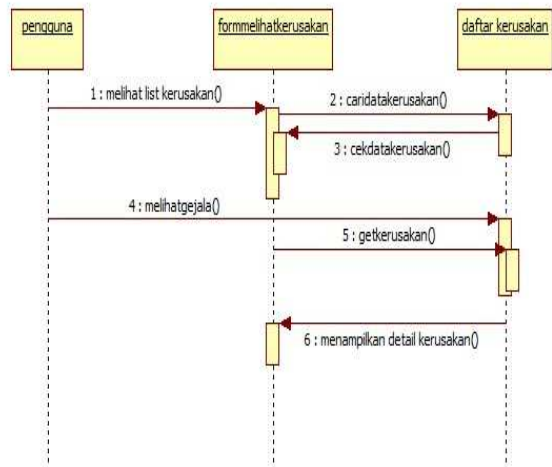 pengguna
formmelihatkerusakan
daftar kerusakan
1 : melihat list kerusakan()
2 : caridatakerusakan()
3 : cekdatakerusakan()
4 : melihatgejala()
5 : getkerusakan()
6 : menampilkan detail kerusakan()